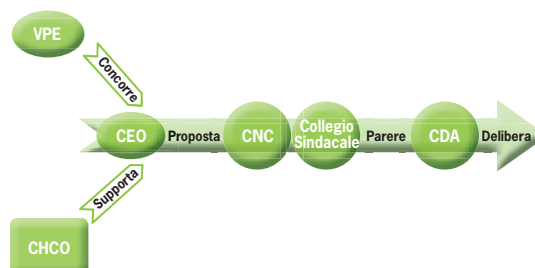 VPE
Concorre
CEO
Proposta
CNC
Collegio
Sindacale
Parere
CDA
Delibera
Supporta
CHCO